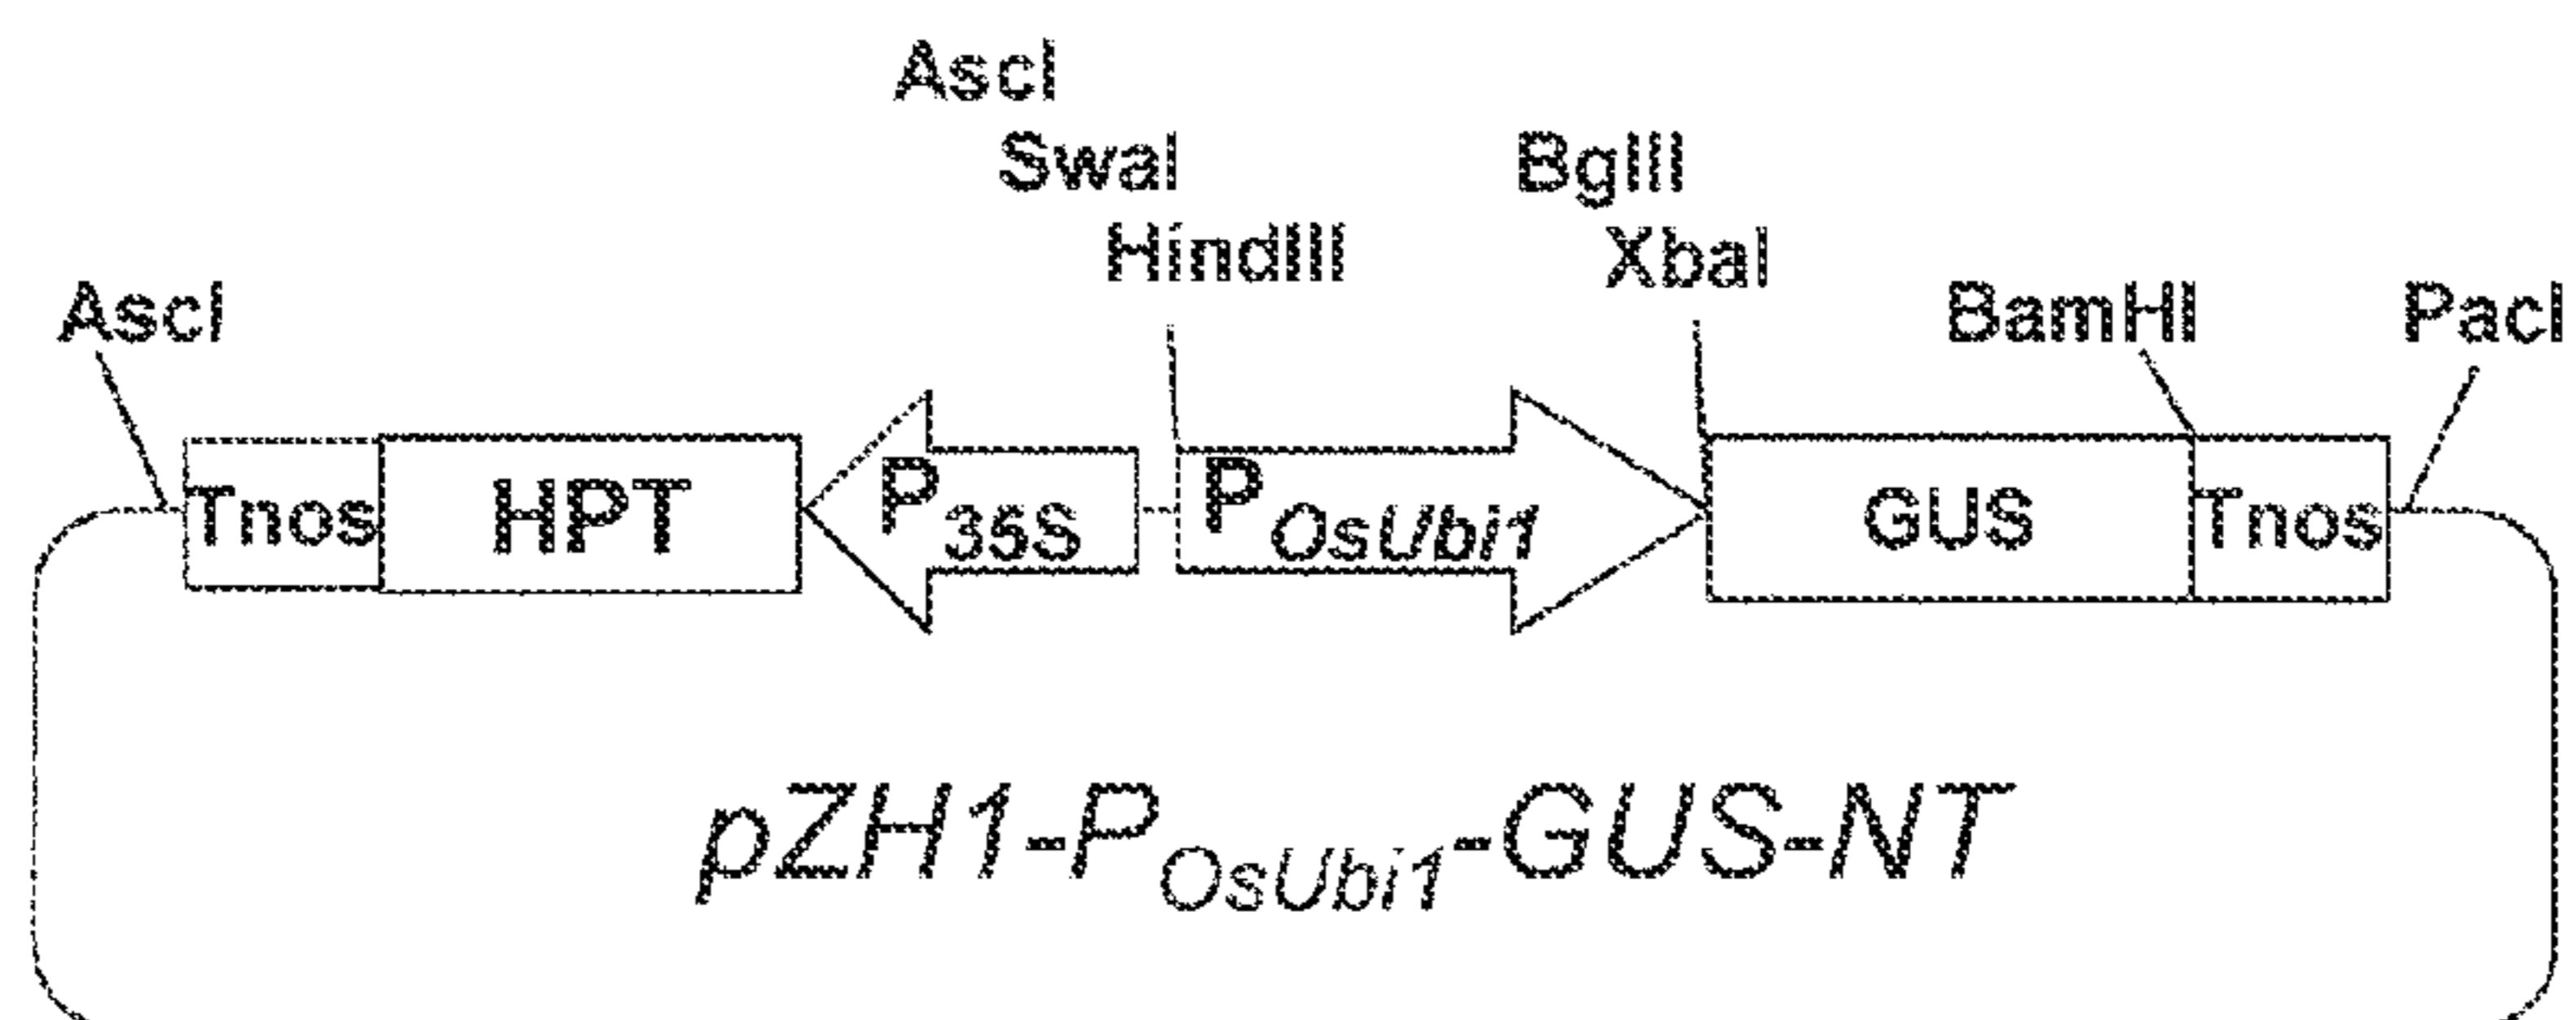 AscI
SwaI
BglII
HindIII
XbaI
AscI
BamHI
PacI
Tnos HPT P35S POsUbi1 GUS Tnos
pZH1-POsUbi1-GUS-NT